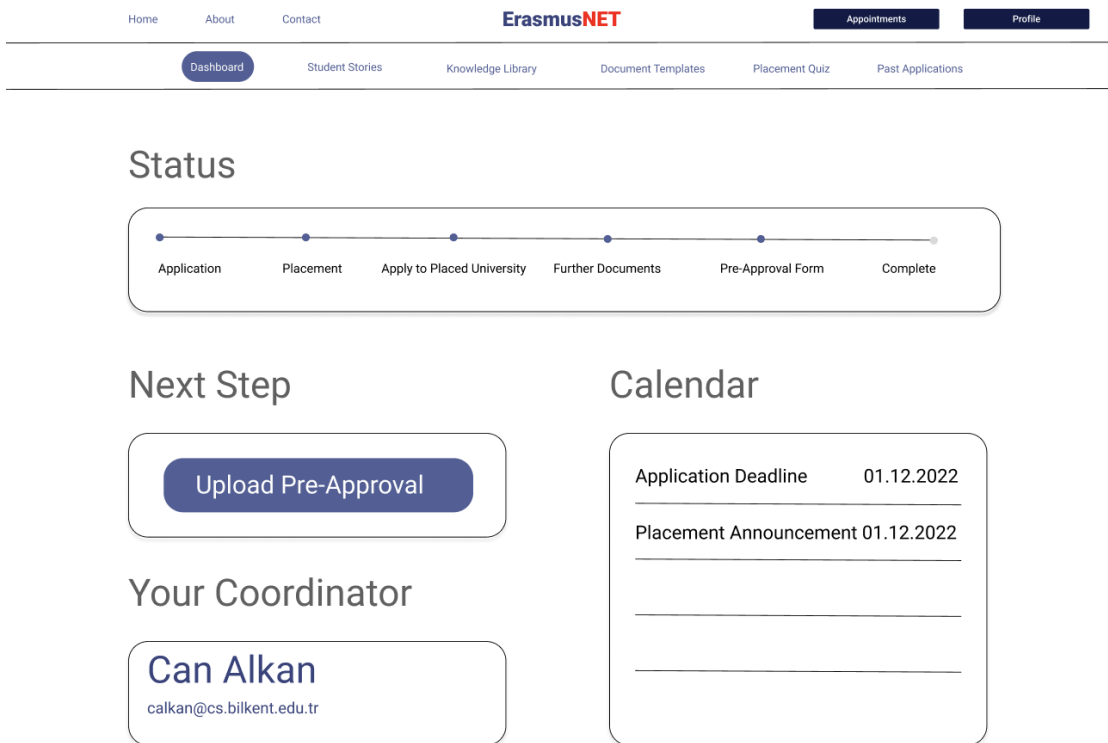 Home About Contact ErasmusNET Appointments Profile
Dashboard Student Stories Knowledge Library Document Templates Placement Quiz Past Applications
Status
Application Placement Apply to Placed University Further Documents Pre-Approval Form Complete
Next Step
Upload Pre-Approval
Your Coordinator
Can Alkan
calkan@cs.bilkent.edu.tr
Calendar
Application Deadline 01.12.2022
Placement Announcement 01.12.2022